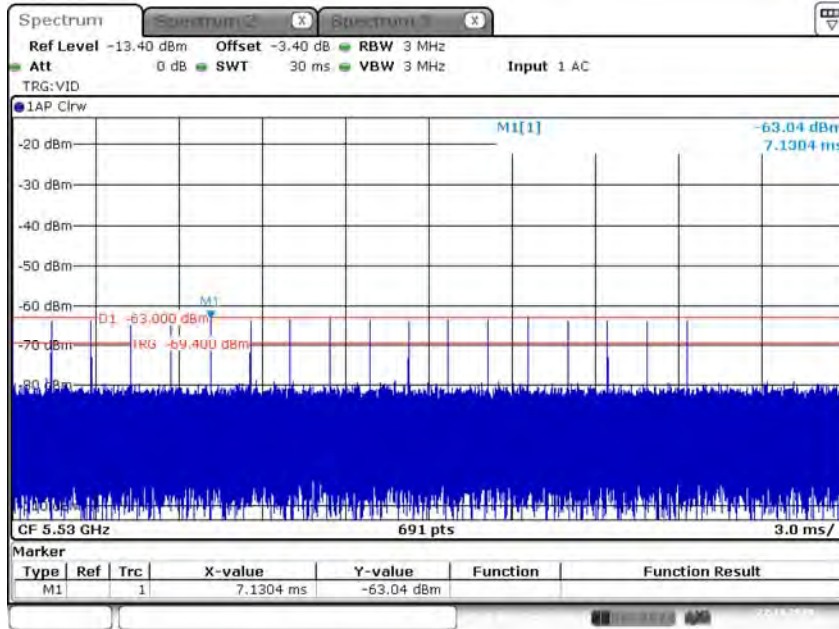 Spectrum Spectrum 2 X Spectrum 3 X
Ref Level -13.40 dBm Offset -3.40 dB RBW 3 MHz
Att 0 dB SWT 30 ms VBW 3 MHz Input 1 AC
TRG:VID
1AP Clrw
M1[1] -63.04 dBm
7.1304 ms
-20 dBm
-30 dBm
-40 dBm
-50 dBm
-60 dBm
M1
D1 -63.000 dBm
-70 dBm
TRG -69.400 dBm
-80 dBm
CF 5.53 GHz 691 pts 3.0 ms/
Marker
Type Ref Trc X-value Y-value Function Function Result
M1 1 7.1304 ms -63.04 dBm